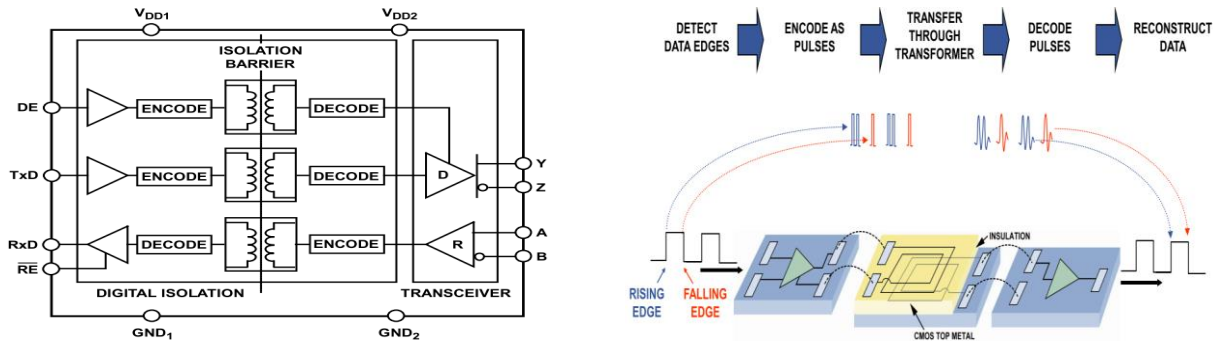 VDD1
VDD2
ISOLATION
BARRIER
DE
ENCODE
DECODE
TxD
ENCODE
DECODE
D
Y
Z
RxD
DECODE
ENCODE
R
A
B
RE
DIGITAL ISOLATION
TRANSCEIVER
GND1
GND2
DETECT
DATA EDGES
ENCODE AS
PULSES
TRANSFER
THROUGH
TRANSFORMER
DECODE
PULSES
RECONSTRUCT
DATA
INSULATION
RISING
EDGE
FALLING
EDGE
CMOS TOP METAL